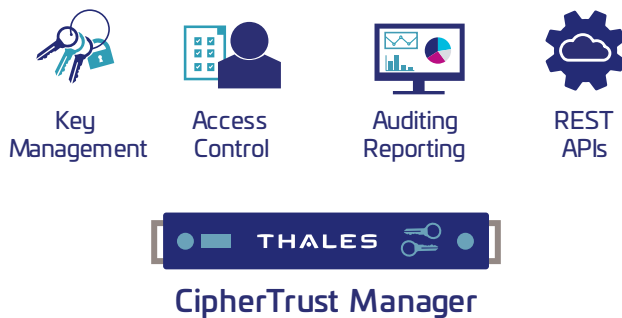 Key
Management
Access
Control
Auditing
Reporting
REST
APIs
THALES
CipherTrust Manager